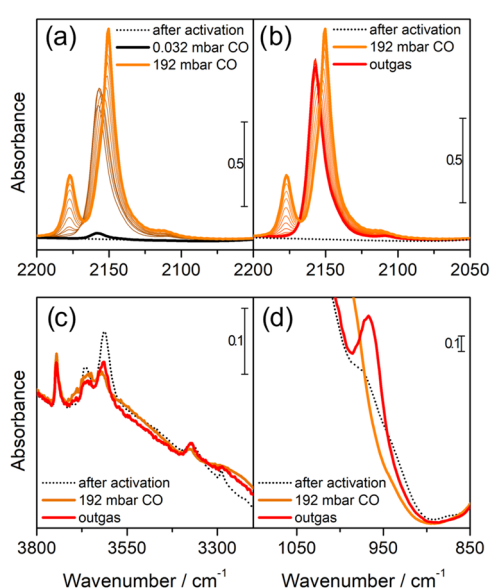 (a)
after activation
0.032 mbar CO
192 mbar CO
0.5
(b)
after activation
192 mbar CO
outgas
0.5
Absorbance
2200 2150 2100 2200 2150 2100 2050
(c)
0.1
after activation
192 mbar CO
outgas
(d)
0.1
after activation
192 mbar CO
outgas
Absorbance
3800 3550 3300 1050 950 850
Wavenumber / cm⁻¹ Wavenumber / cm⁻¹